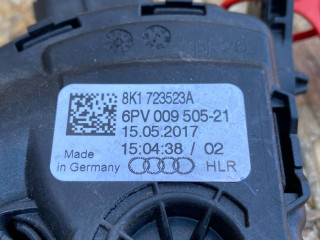 8K1 723523A
6PV 009 505-21
15.05.2017
15:04:38 / 02
Made
in Germany
HLR